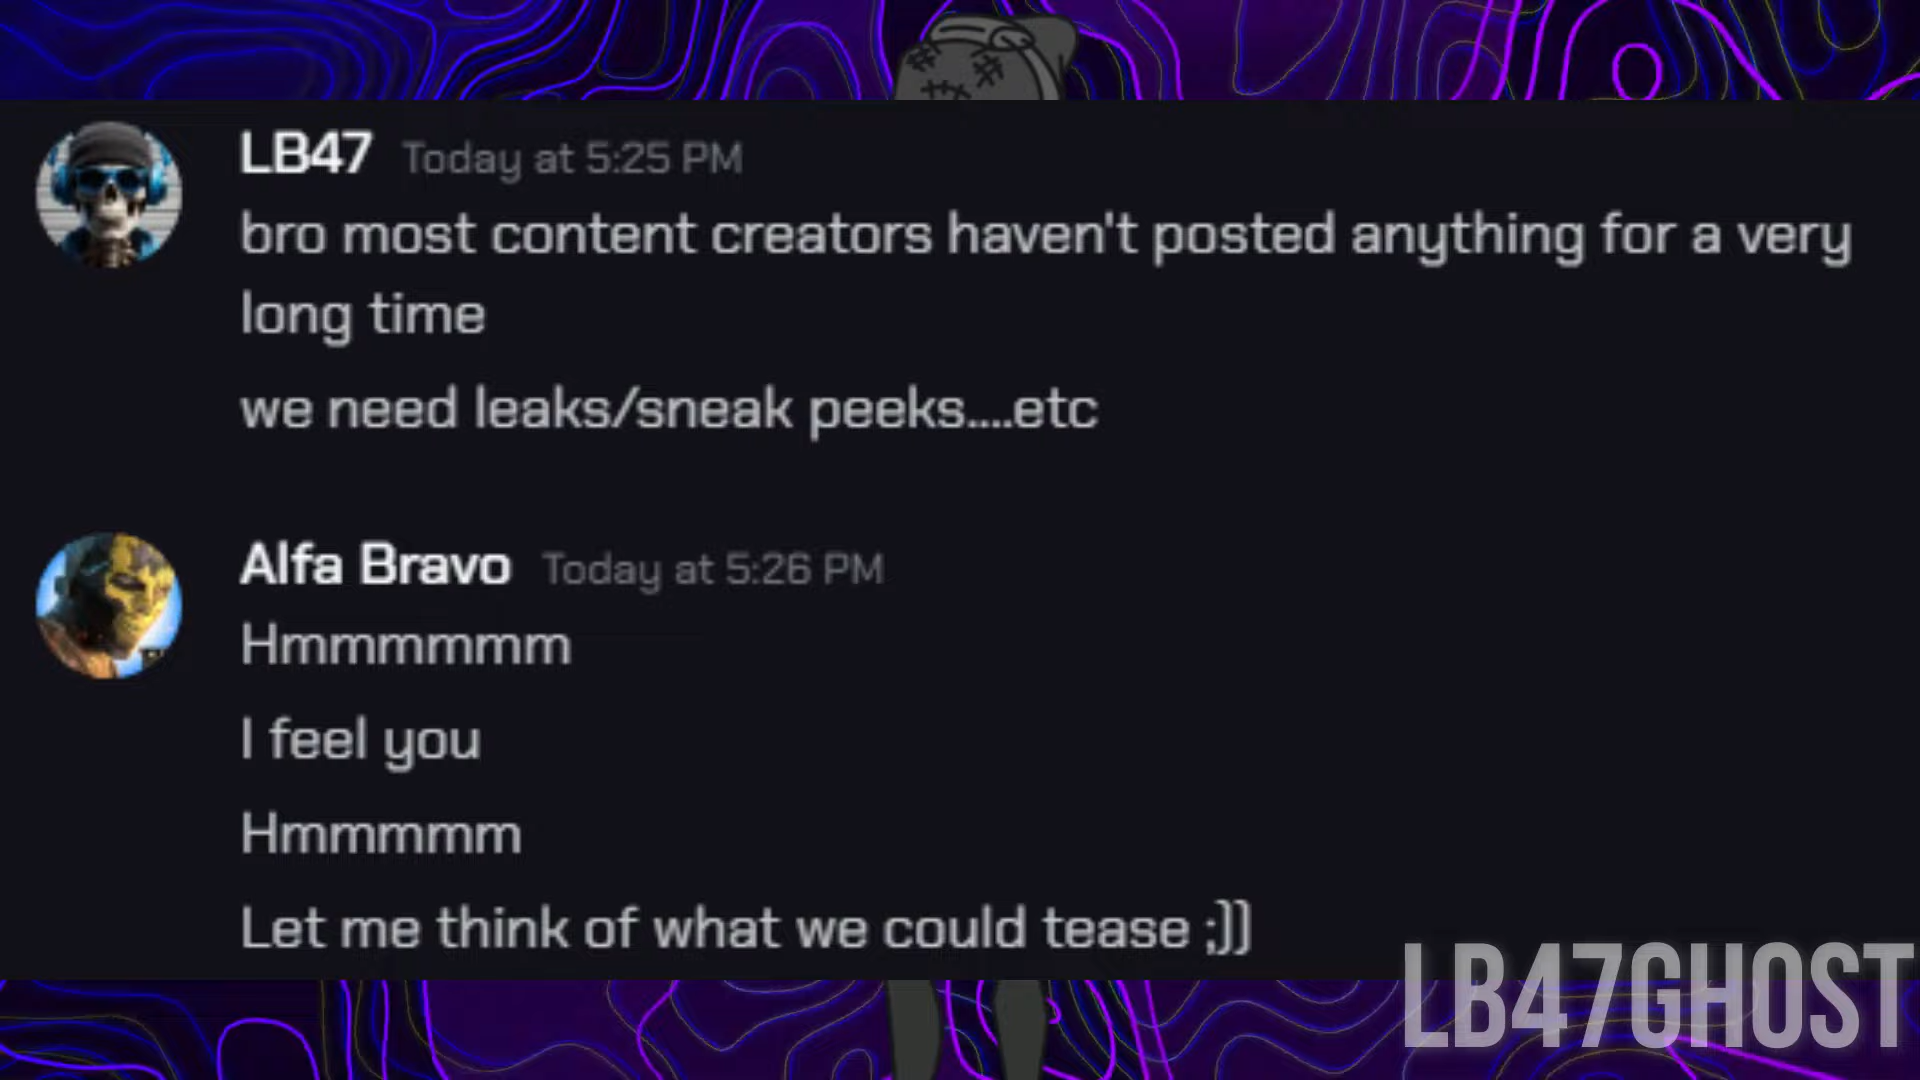 LB47 Today at 5:25 PM
bro most content creators haven't posted anything for a very
long time
we need leaks/sneak peeks....etc
Alfa Bravo Today at 5:26 PM
Hmmmmmm
I feel you
Hmmmmm
Let me think of what we could tease ;))
LB47GHOST